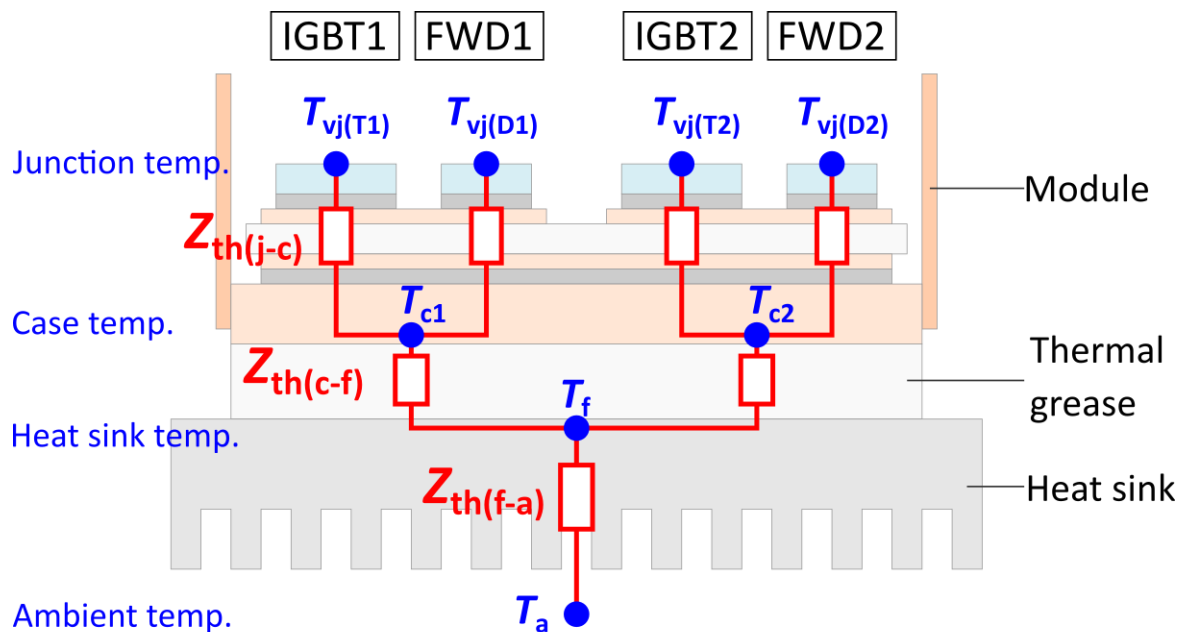 IGBT1 FWD1 IGBT2 FWD2
Tvj(T1) Tvj(D1) Tvj(T2) Tvj(D2)
Junction temp.
Module
Zth(j-c)
Tc1 Tc2
Case temp.
Zth(c-f)
Thermal
grease
Tf
Heat sink temp.
Zth(f-a)
Heat sink
Ambient temp.
Ta